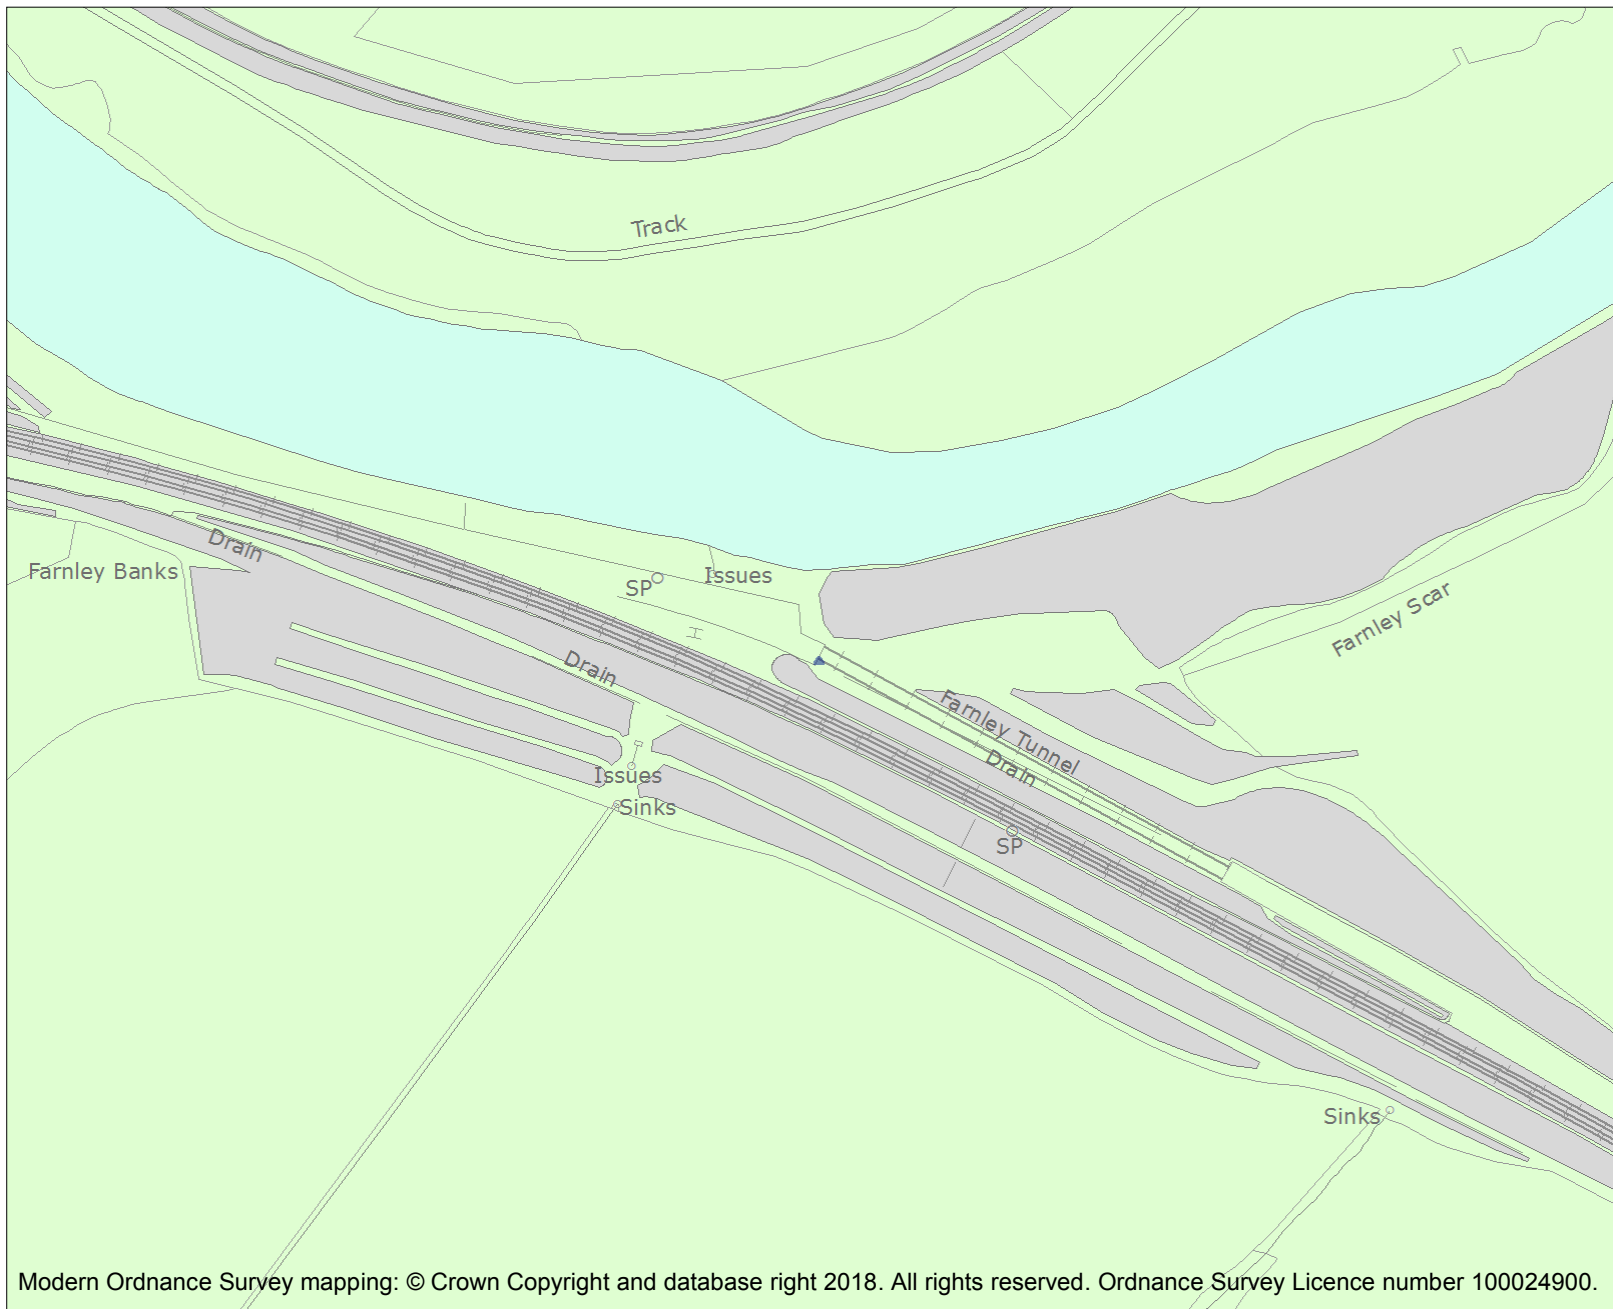 Track
Drain
Farnley Banks
SP
Issues
Farnley Scar
Drain
Farnley Tunnel
Drain
Issues
Sinks
SP
Sinks
Modern Ordnance Survey mapping: © Crown Copyright and database right 2018. All rights reserved. Ordnance Survey Licence number 100024900.